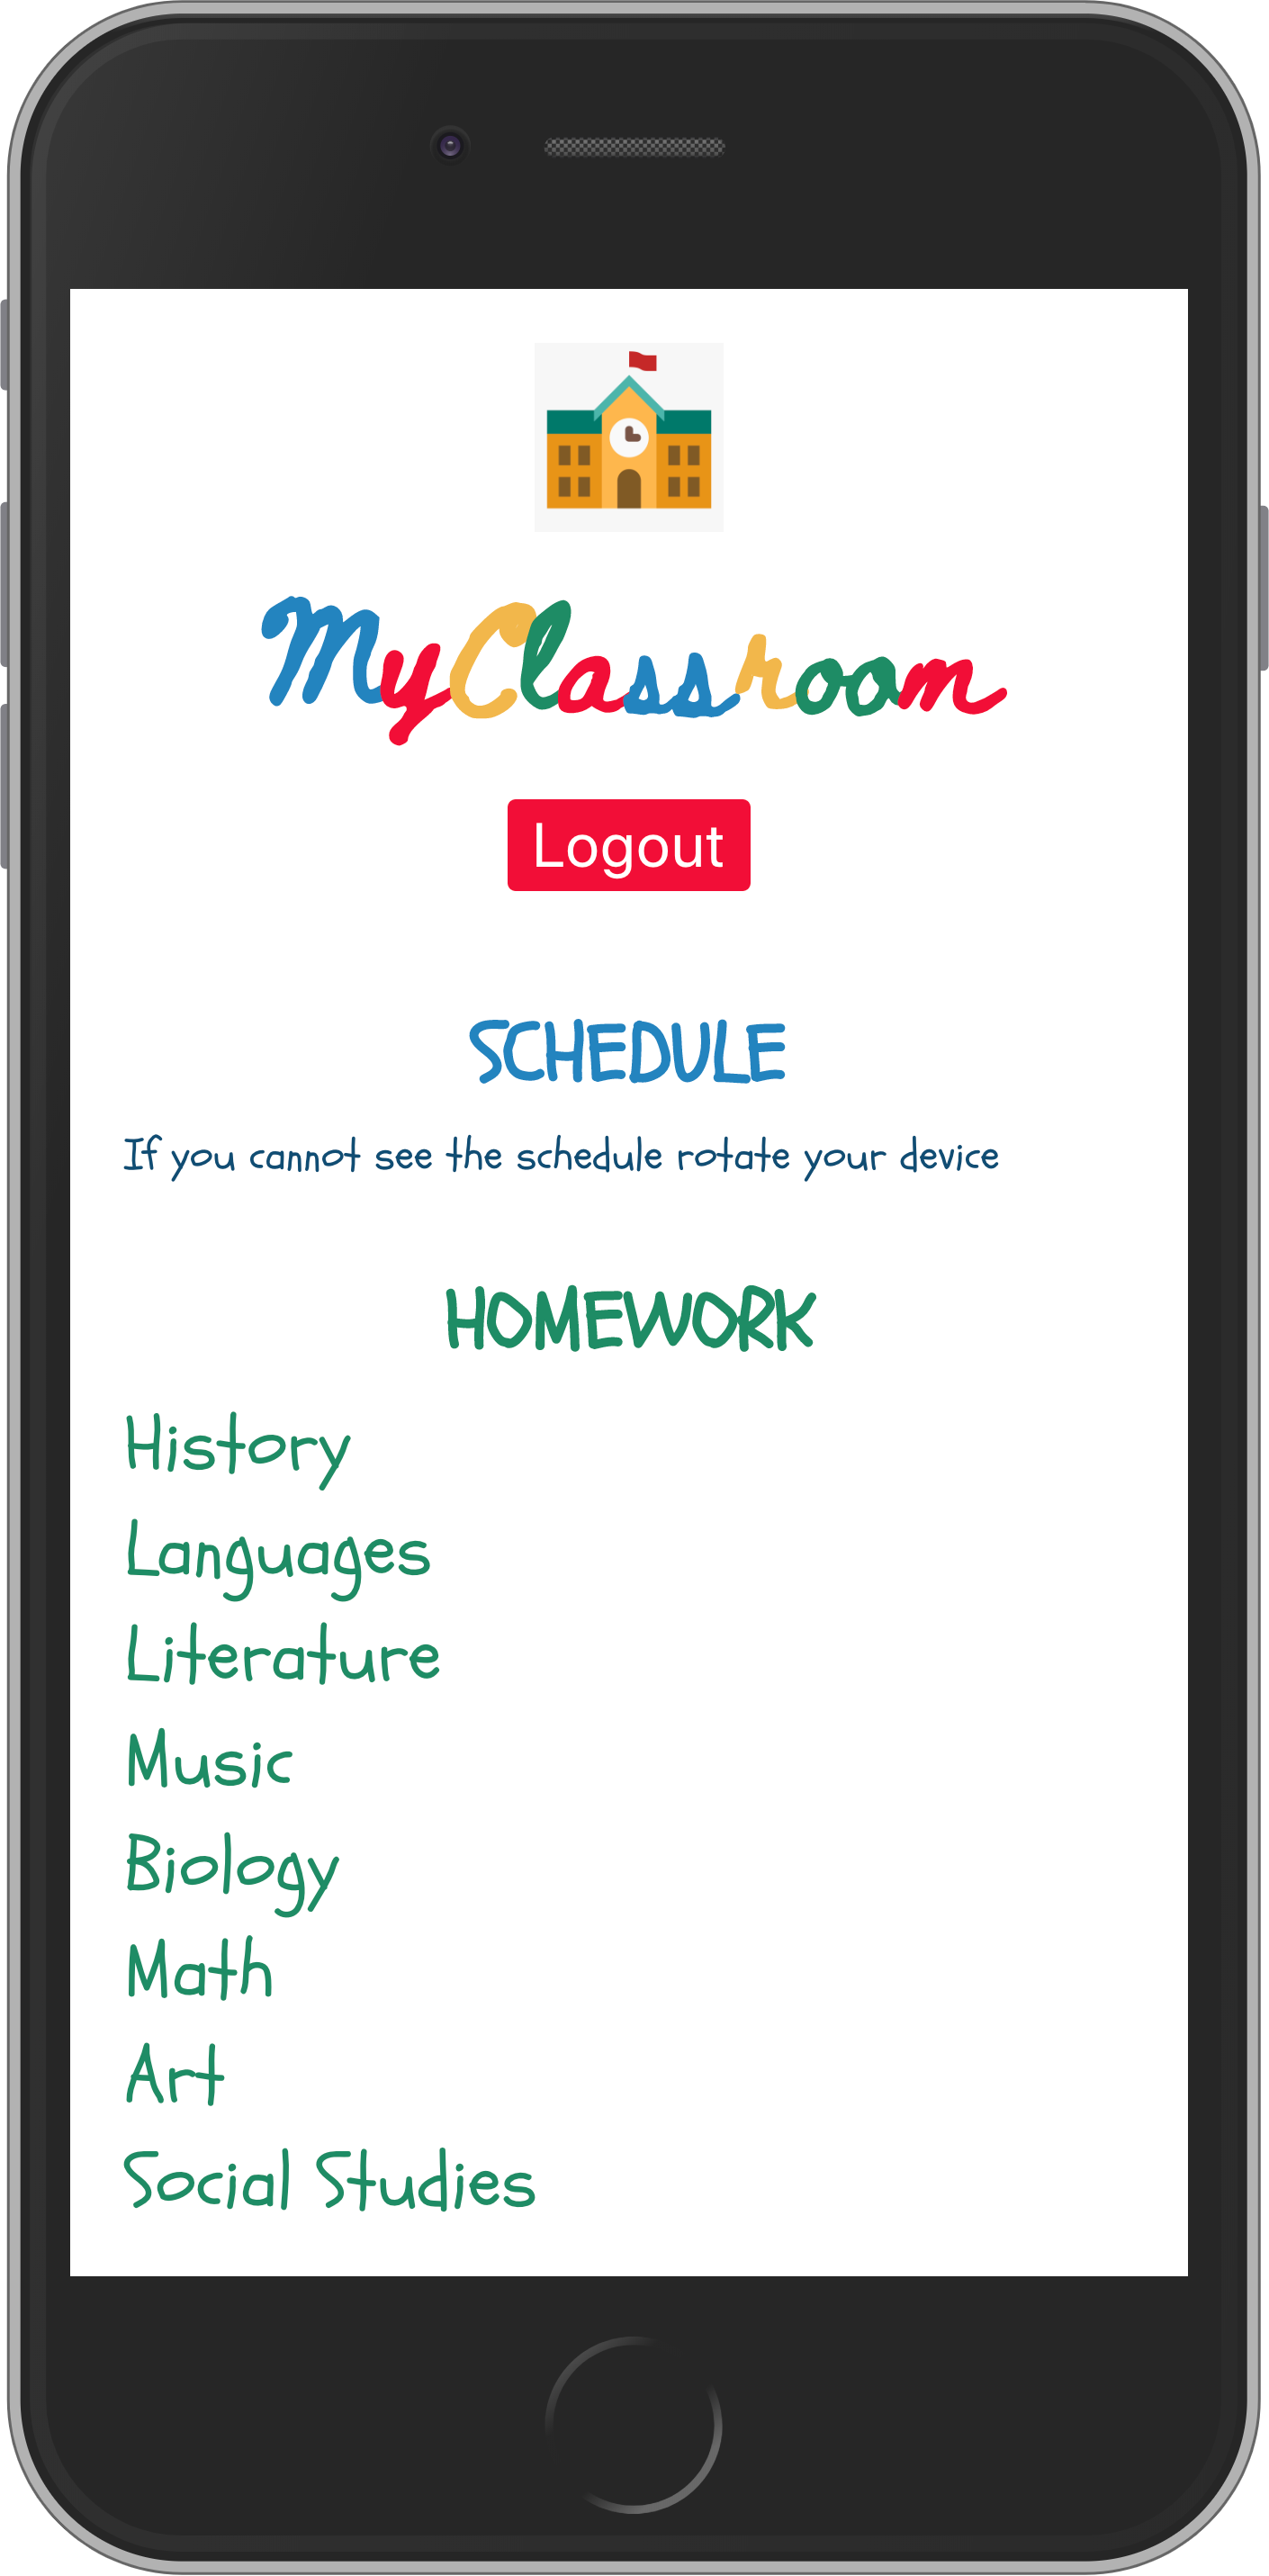 MyClassroom
Logout
SCHEDULE
If you cannot see the schedule rotate your device
HOMEWORK
History
Languages
Literature
Music
Biology
Math
Art
Social Studies